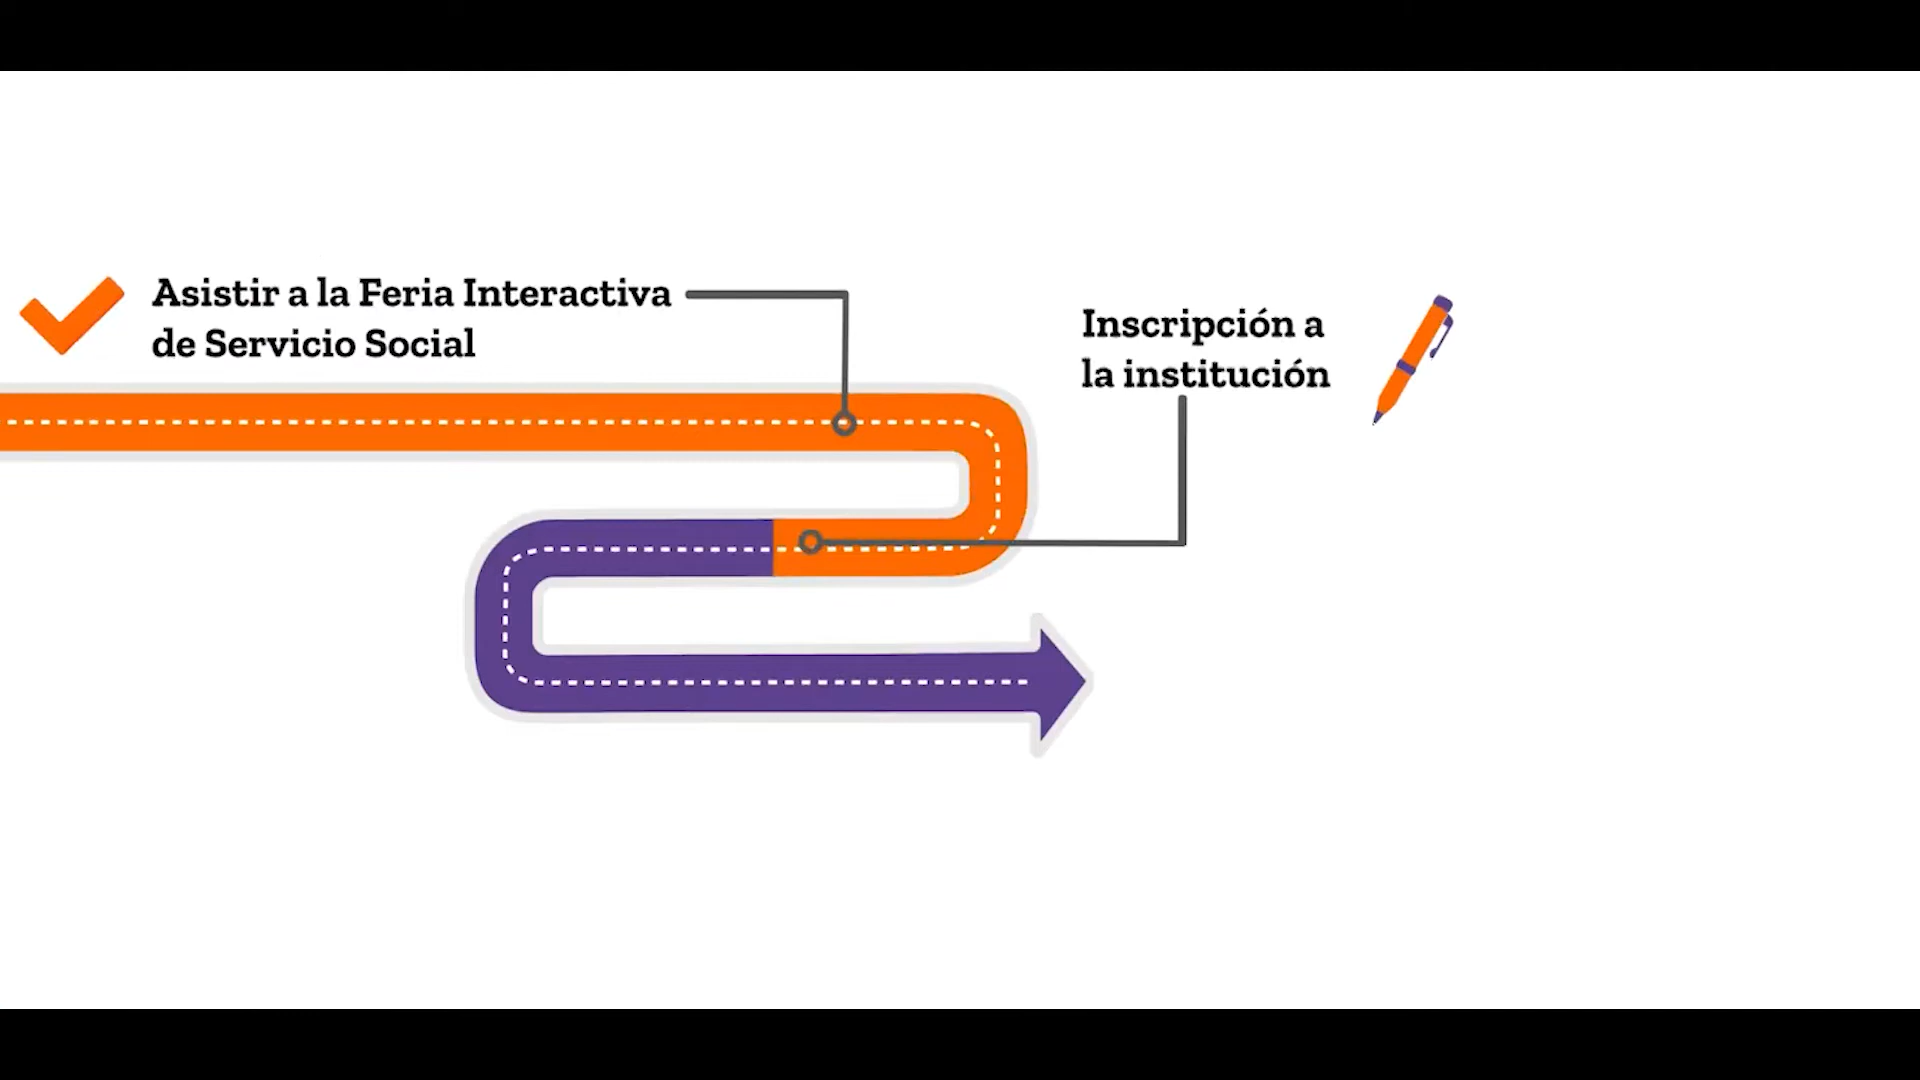 Asistir a la Feria Interactiva
de Servicio Social
Inscripción a
la institución